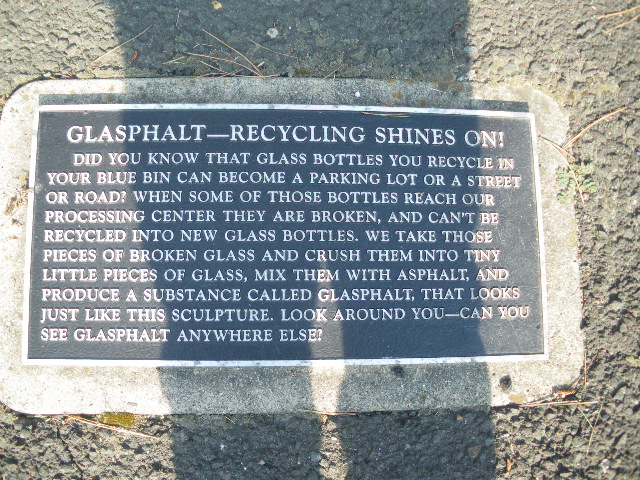 GLASPHALT—RECYCLING SHINES ON!
DID YOU KNOW THAT GLASS BOTTLES YOU RECYCLE IN
YOUR BLUE BIN CAN BECOME A PARKING LOT OR A STREET
OR ROAD? WHEN SOME OF THOSE BOTTLES REACH OUR
PROCESSING CENTER THEY ARE BROKEN, AND CAN'T BE
RECYCLED INTO NEW GLASS BOTTLES. WE TAKE THOSE
PIECES OF BROKEN GLASS AND CRUSH THEM INTO TINY
LITTLE PIECES OF GLASS, MIX THEM WITH ASPHALT, AND
PRODUCE A SUBSTANCE CALLED GLASPHALT, THAT LOOKS
JUST LIKE THIS SCULPTURE. LOOK AROUND YOU—CAN YOU
SEE GLASPHALT ANYWHERE ELSE?